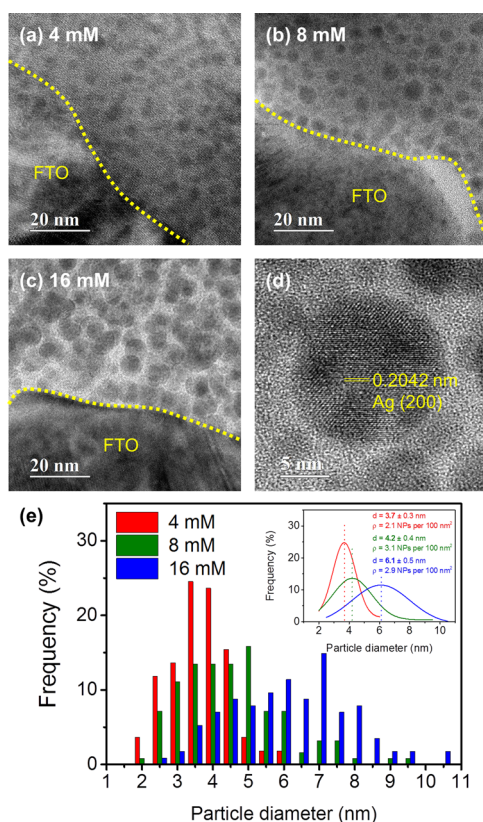 (a) 4 mM
FTO
20 nm
(b) 8 mM
FTO
20 nm
(c) 16 mM
FTO
20 nm
(d)
0.2042 nm
Ag (200)
5 nm
(e)
4 mM
8 mM
16 mM
Frequency (%)
30
20
10
0
1 2 3 4 5 6 7 8 9 10 11
Particle diameter (nm)
d = 3.7 ± 0.3 nm
ρ = 2.1 NPs per 100 nm²
d = 4.2 ± 0.4 nm
ρ = 3.1 NPs per 100 nm²
d = 6.1 ± 0.5 nm
ρ = 2.9 NPs per 100 nm²
Frequency (%)
30
20
10
0
2 4 6 8 10
Particle diameter (nm)